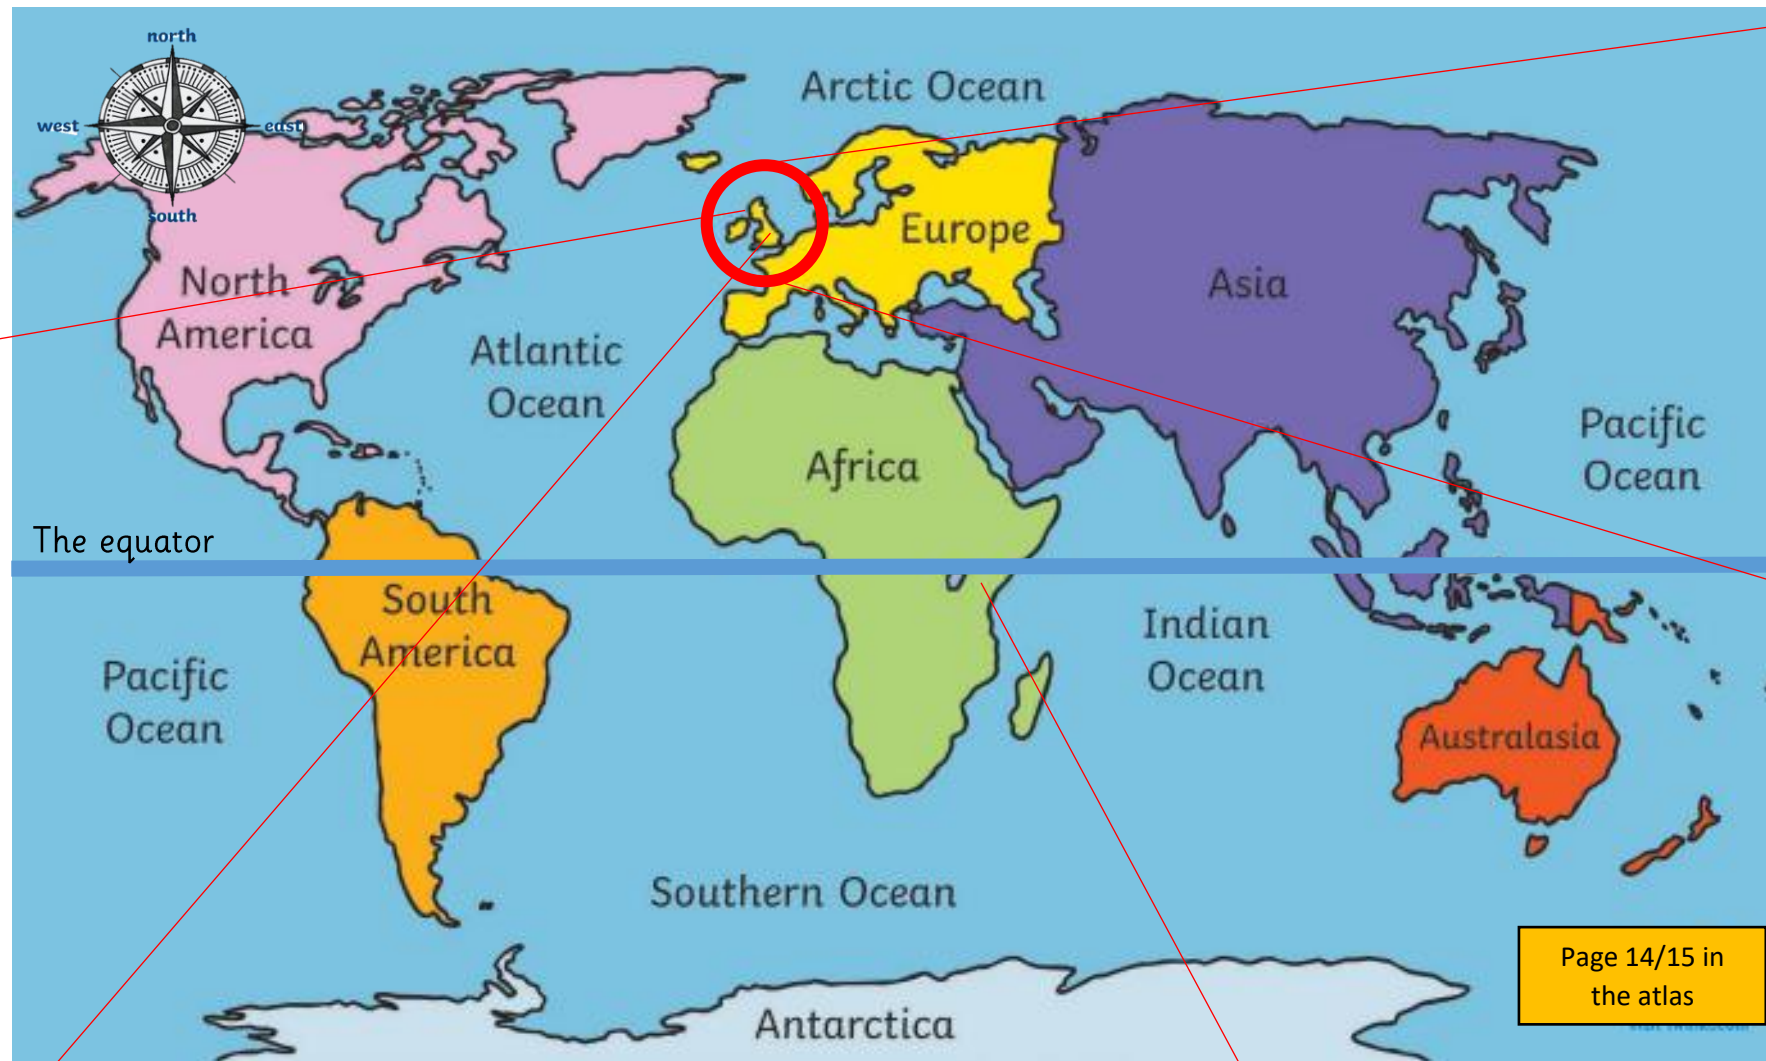 north
west
east
south
Arctic Ocean
Europe
North
America
Asia
Atlantic
Ocean
Africa
Pacific
Ocean
The equator
South
America
Indian
Ocean
Pacific
Ocean
Australasia
Southern Ocean
Page 14/15 in
the atlas
Antarctica